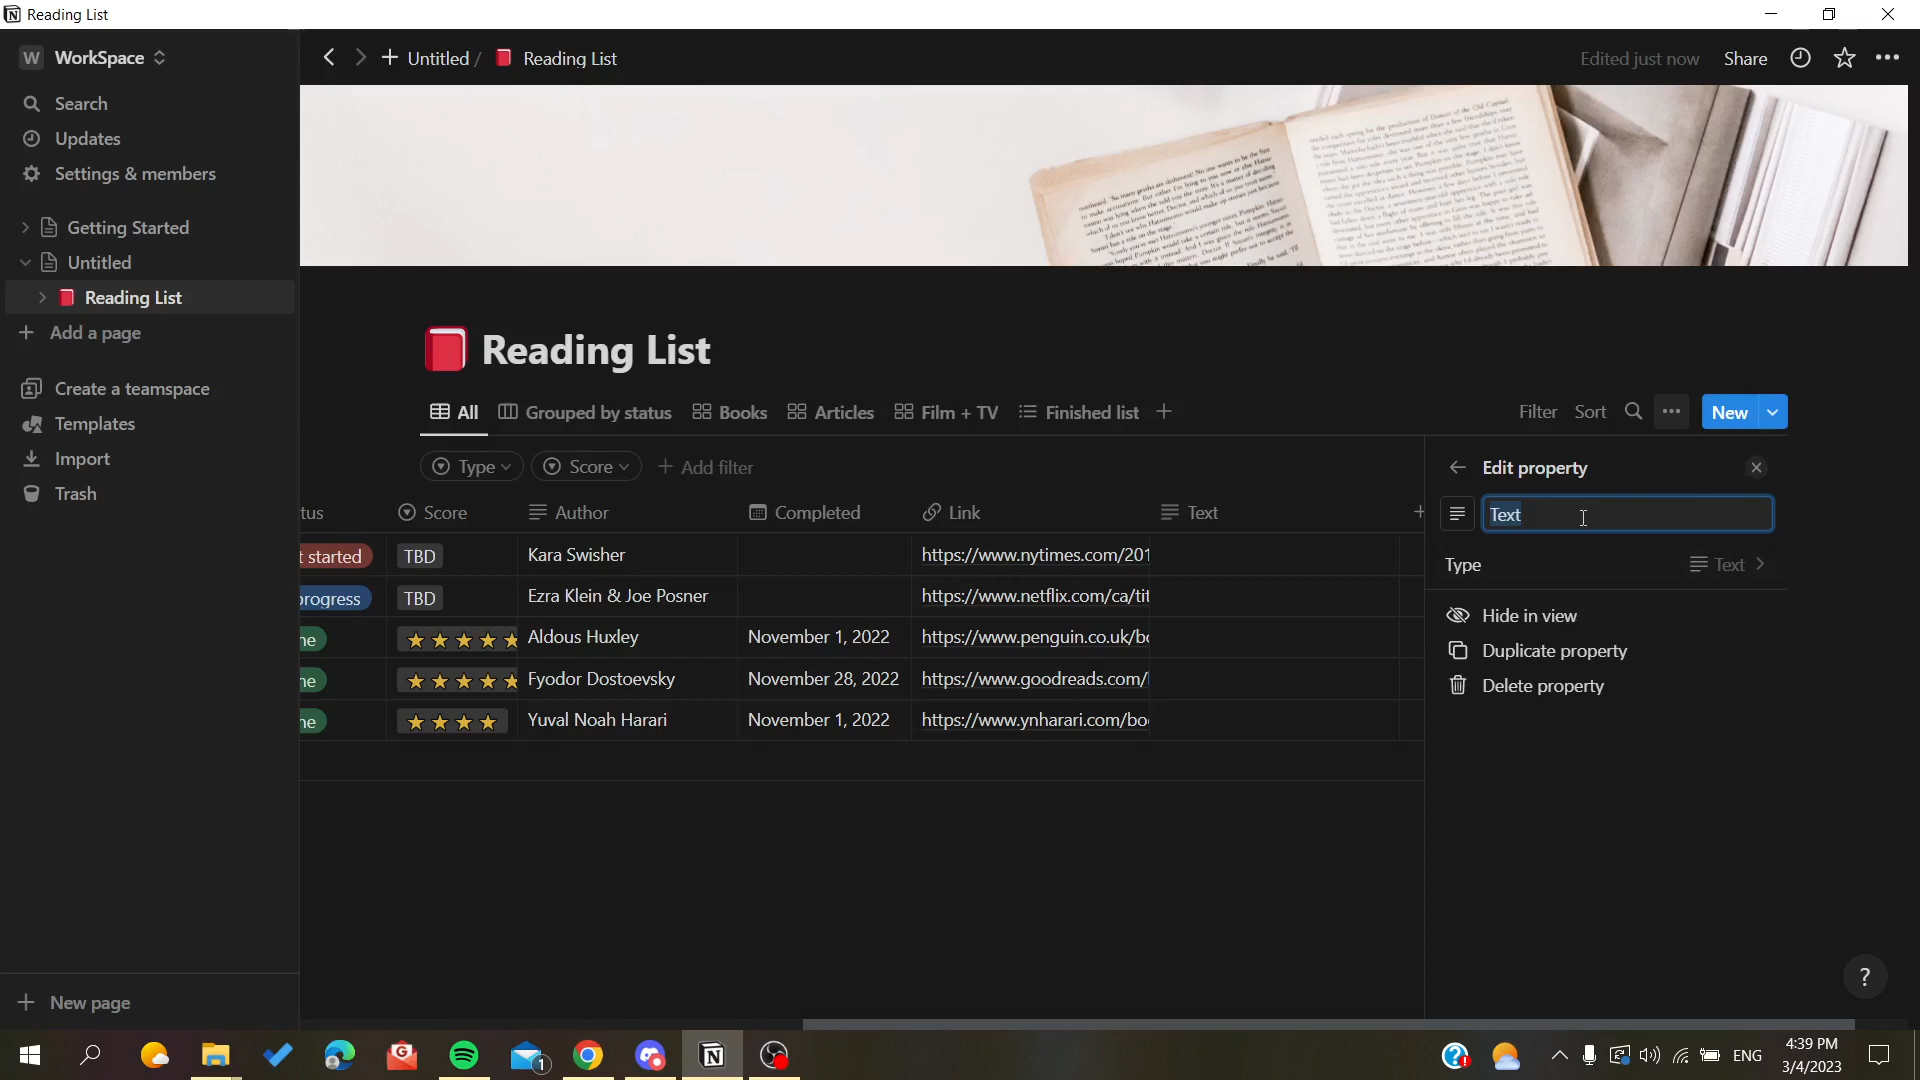 Reading List
W WorkSpace
Untitled / Reading List
Edited just now Share
Search
Updates
Settings & members
Getting Started
Untitled
Reading List
Add a page
Create a teamspace
Templates
Import
Trash
New page
Reading List
All Grouped by status Books Articles Film + TV Finished list
Filter Sort New
Type Score Add filter
tus Score Author Completed Link Text
t started TBD Kara Swisher https://www.nytimes.com/201
progress TBD Ezra Klein & Joe Posner https://www.netflix.com/ca/tit
ne Aldous Huxley November 1, 2022 https://www.penguin.co.uk/bo
ne Fyodor Dostoevsky November 28, 2022 https://www.goodreads.com/
ne Yuval Noah Harari November 1, 2022 https://www.ynharari.com/bo
Edit property
Text
Type Text
Hide in view
Duplicate property
Delete property
?
1
ENG
4:39 PM
3/4/2023